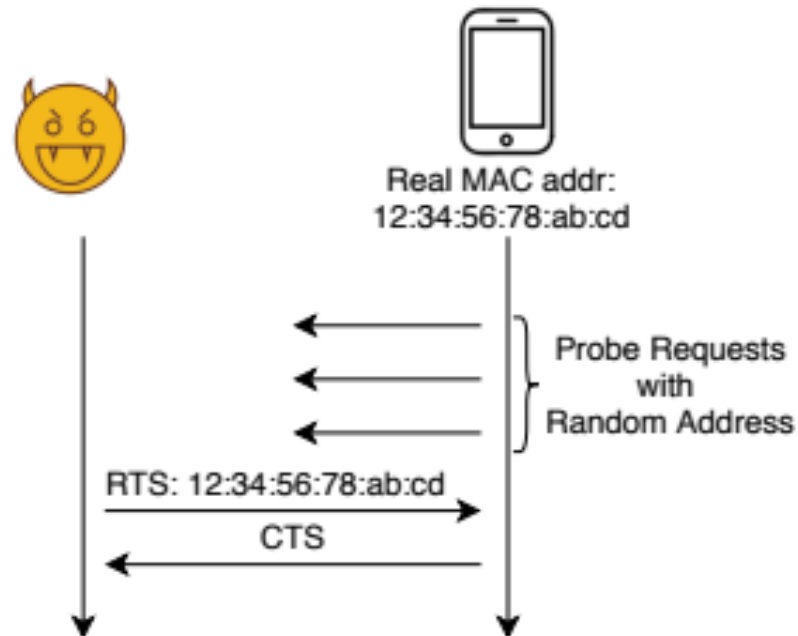 Real MAC addr:
12:34:56:78:ab:cd
Probe Requests
with
Random Address
RTS: 12:34:56:78:ab:cd
CTS